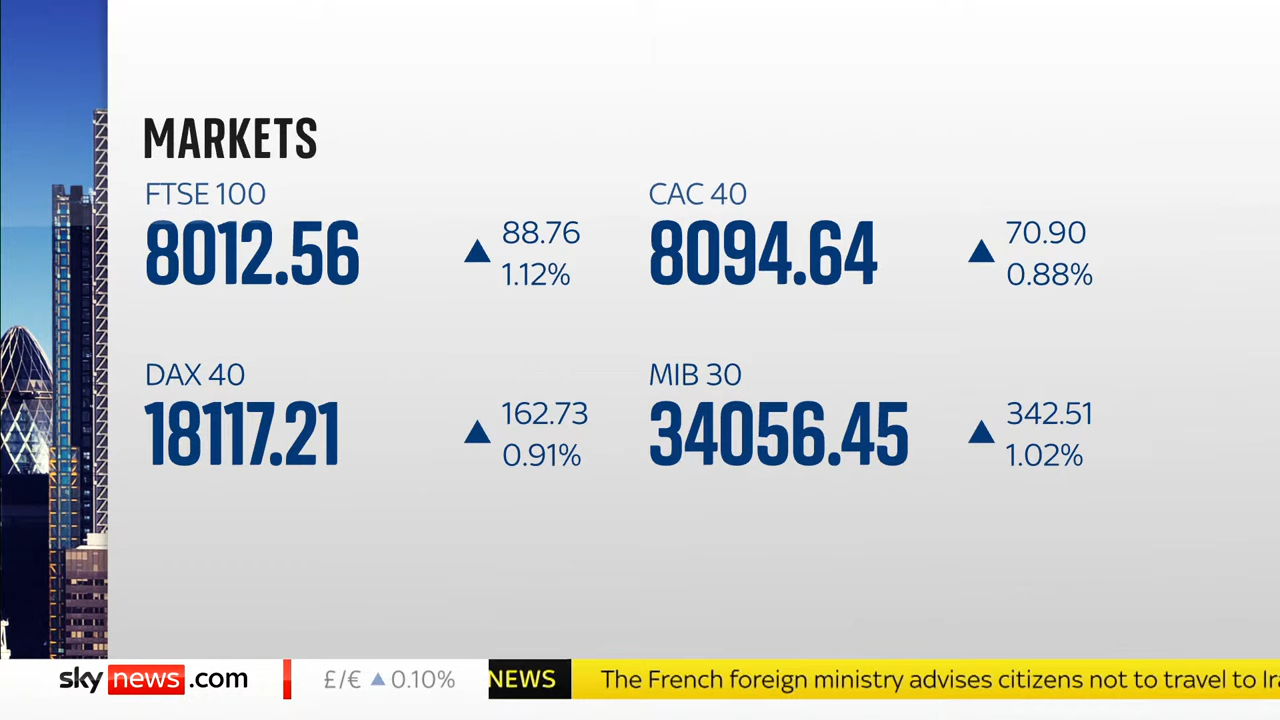 MARKETS
FTSE 100
8012.56
▲ 88.76
1.12%
CAC 40
8094.64
▲ 70.90
0.88%
DAX 40
18117.21
▲ 162.73
0.91%
MIB 30
34056.45
▲ 342.51
1.02%
sky news .com
£/€ ▲ 0.10%
NEWS
The French foreign ministry advises citizens not to travel to